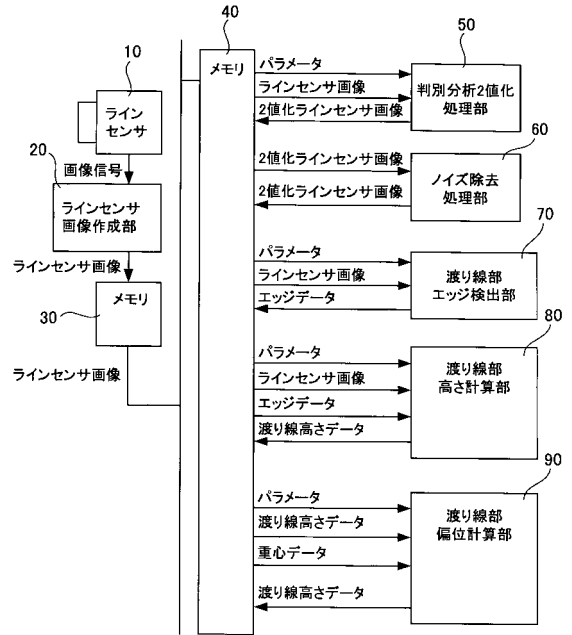 10
ライン
センサ
画像信号
20
ラインセンサ
画像作成部
ラインセンサ画像
メモリ
30
ラインセンサ画像
40
メモリ
パラメータ
ラインセンサ画像
2値化ラインセンサ画像
50
判別分析2値化
処理部
2値化ラインセンサ画像
2値化ラインセンサ画像
60
ノイズ除去
処理部
パラメータ
ラインセンサ画像
エッジデータ
70
渡り線部
エッジ検出部
パラメータ
ラインセンサ画像
エッジデータ
渡り線高さデータ
80
渡り線部
高さ計算部
パラメータ
渡り線高さデータ
重心データ
渡り線高さデータ
90
渡り線部
偏位計算部